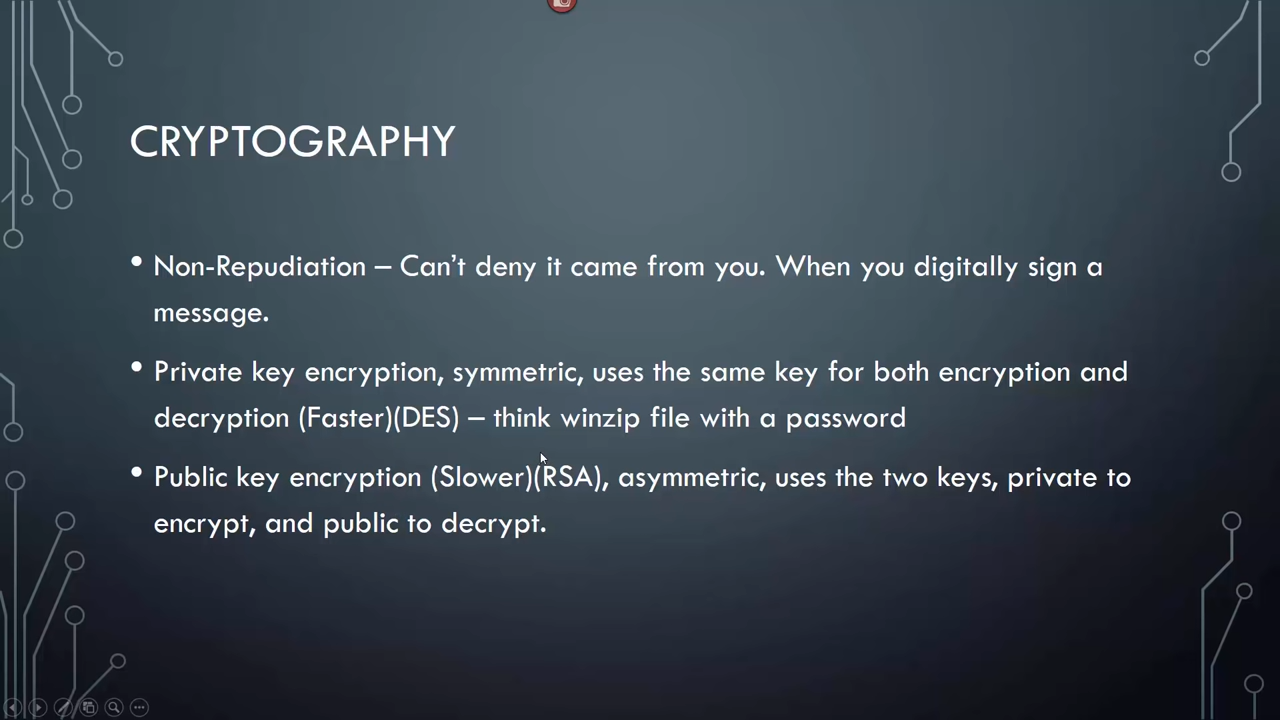 CRYPTOGRAPHY
• Non-Repudiation – Can’t deny it came from you. When you digitally sign a
message.
• Private key encryption, symmetric, uses the same key for both encryption and
decryption (Faster)(DES) – think winzip file with a password
• Public key encryption (Slower)(RSA), asymmetric, uses the two keys, private to
encrypt, and public to decrypt.